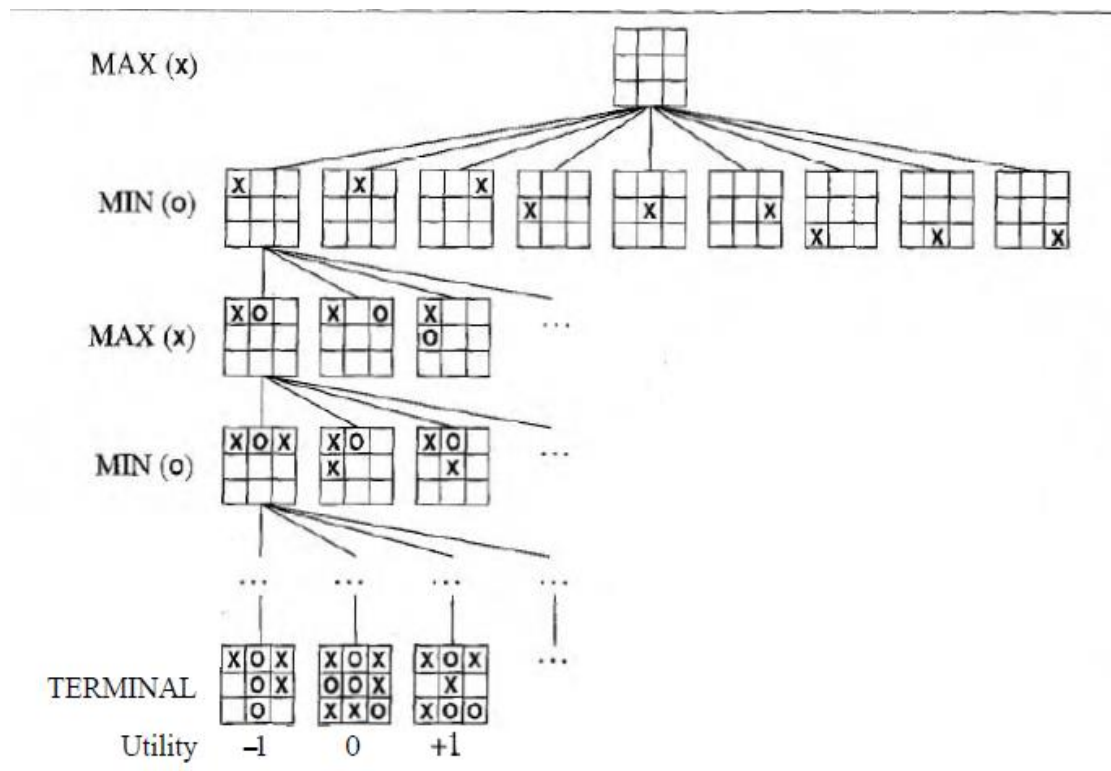 MAX (x)
MIN (o)
X X X X X X X X X
MAX (x)
X O X O X
O
...
MIN (o)
X O X X O X O
X X
...
... ... ... ...
TERMINAL
X O X X O X X O X
O X O O X X
O X X O X O O
...
Utility -1 0 +1